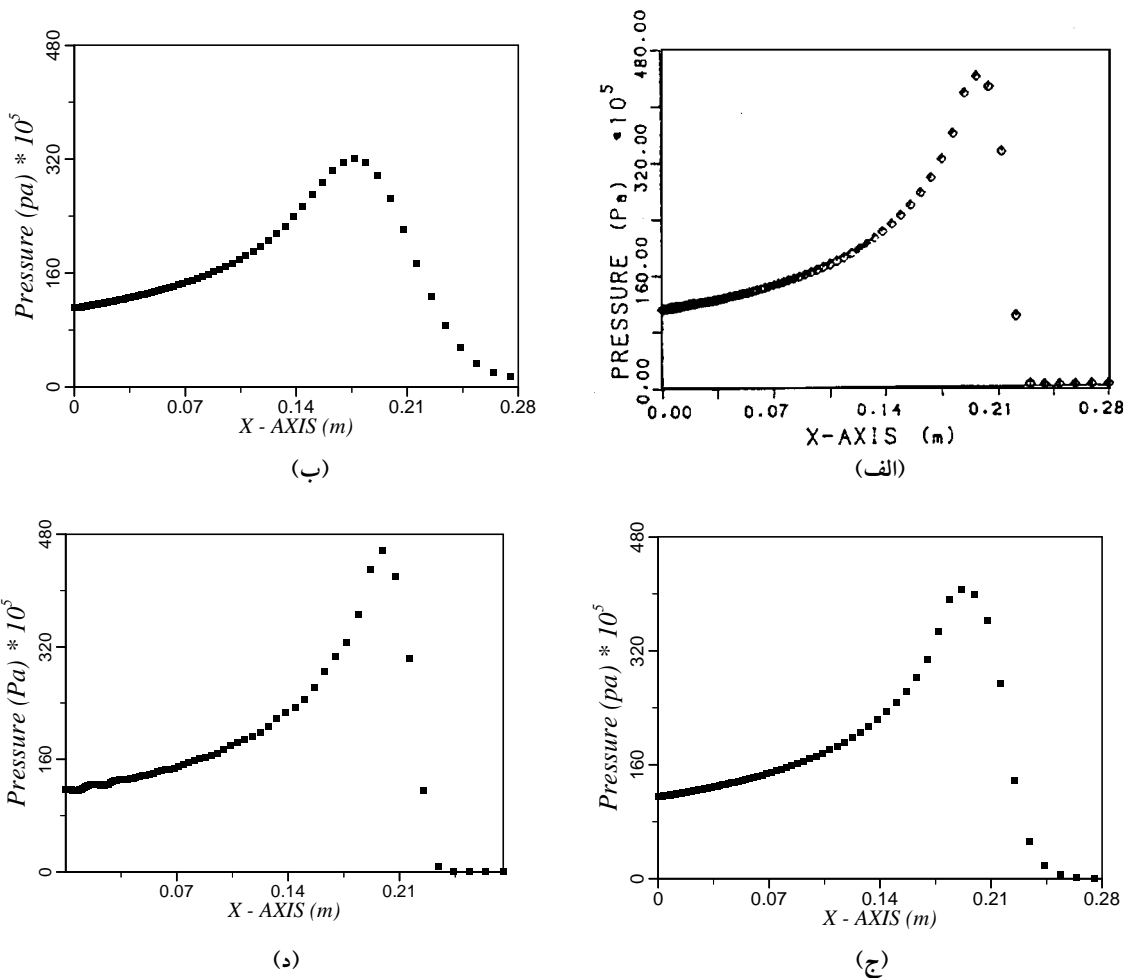 480.00
320.00
160.00
0.00
PRESSURE (Pa) *10^5
0.00 0.07 0.14 0.21 0.28
X-AXIS (m)
(الف)
480
320
160
0
Pressure (pa) * 10^5
0 0.07 0.14 0.21 0.28
X - AXIS (m)
(ب)
480
320
160
0
Pressure (pa) * 10^5
0 0.07 0.14 0.21 0.28
X - AXIS (m)
(ج)
480
320
160
0
Pressure (Pa) * 10^5
0.07 0.14 0.21
X - AXIS (m)
(د)